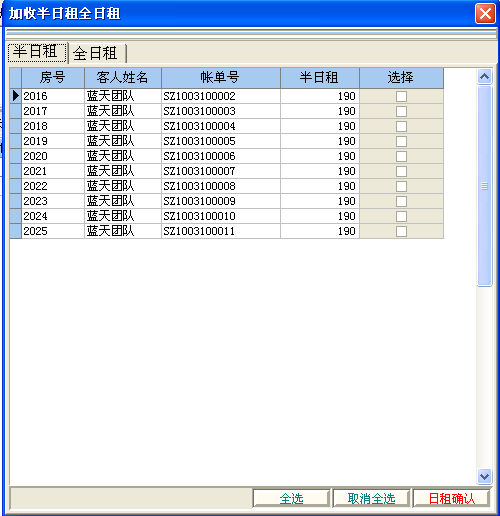 加收半日租全日租
半日租 全日租
房号 客人姓名 帐单号 半日租 选择
2016 蓝天团队 SZ1003100002 190
2017 蓝天团队 SZ1003100003 190
2018 蓝天团队 SZ1003100004 190
2019 蓝天团队 SZ1003100005 190
2020 蓝天团队 SZ1003100006 190
2021 蓝天团队 SZ1003100007 190
2022 蓝天团队 SZ1003100008 190
2023 蓝天团队 SZ1003100009 190
2024 蓝天团队 SZ1003100010 190
2025 蓝天团队 SZ1003100011 190
全选 取消全选 日租确认